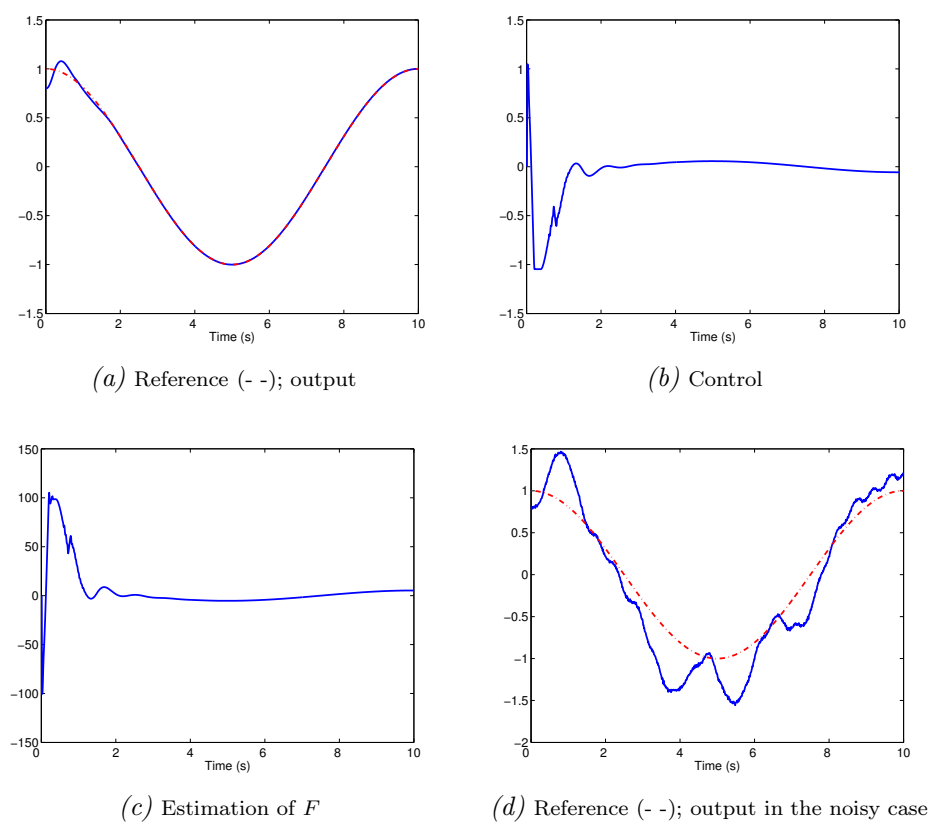 1.5
1
0.5
0
−0.5
−1
−1.5
0 2 4 6 8 10
Time (s)
(a) Reference (- -); output
1.5
1
0.5
0
−0.5
−1
−1.5
0 2 4 6 8 10
Time (s)
(b) Control
150
100
50
0
−50
−100
−150
0 2 4 6 8 10
Time (s)
(c) Estimation of F
1.5
1
0.5
0
−0.5
−1
−1.5
−2
0 2 4 6 8 10
Time (s)
(d) Reference (- -); output in the noisy case